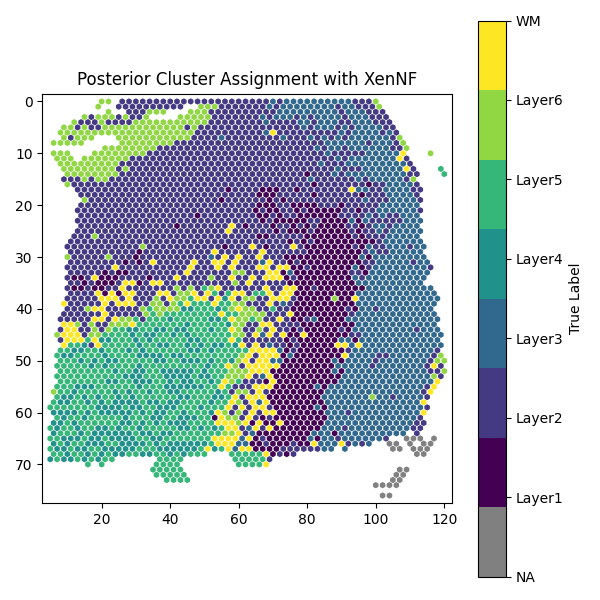 Posterior Cluster Assignment with XenNF
0
10
20
30
40
50
60
70
20
40
60
80
100
120
WM
Layer6
Layer5
Layer4
Layer3
Layer2
Layer1
NA
True Label